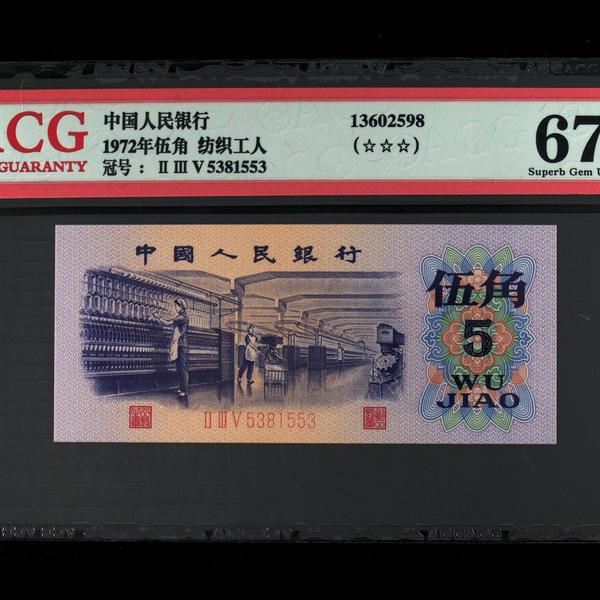 ACG
GUARANTY
中国人民银行
1972年伍角 纺织工人
冠号： ⅡⅢⅤ5381553
13602598
(☆☆☆)
67
Superb Gem U
中國人民銀行
伍角
5
WU
JIAO
ⅡⅢⅤ5381553